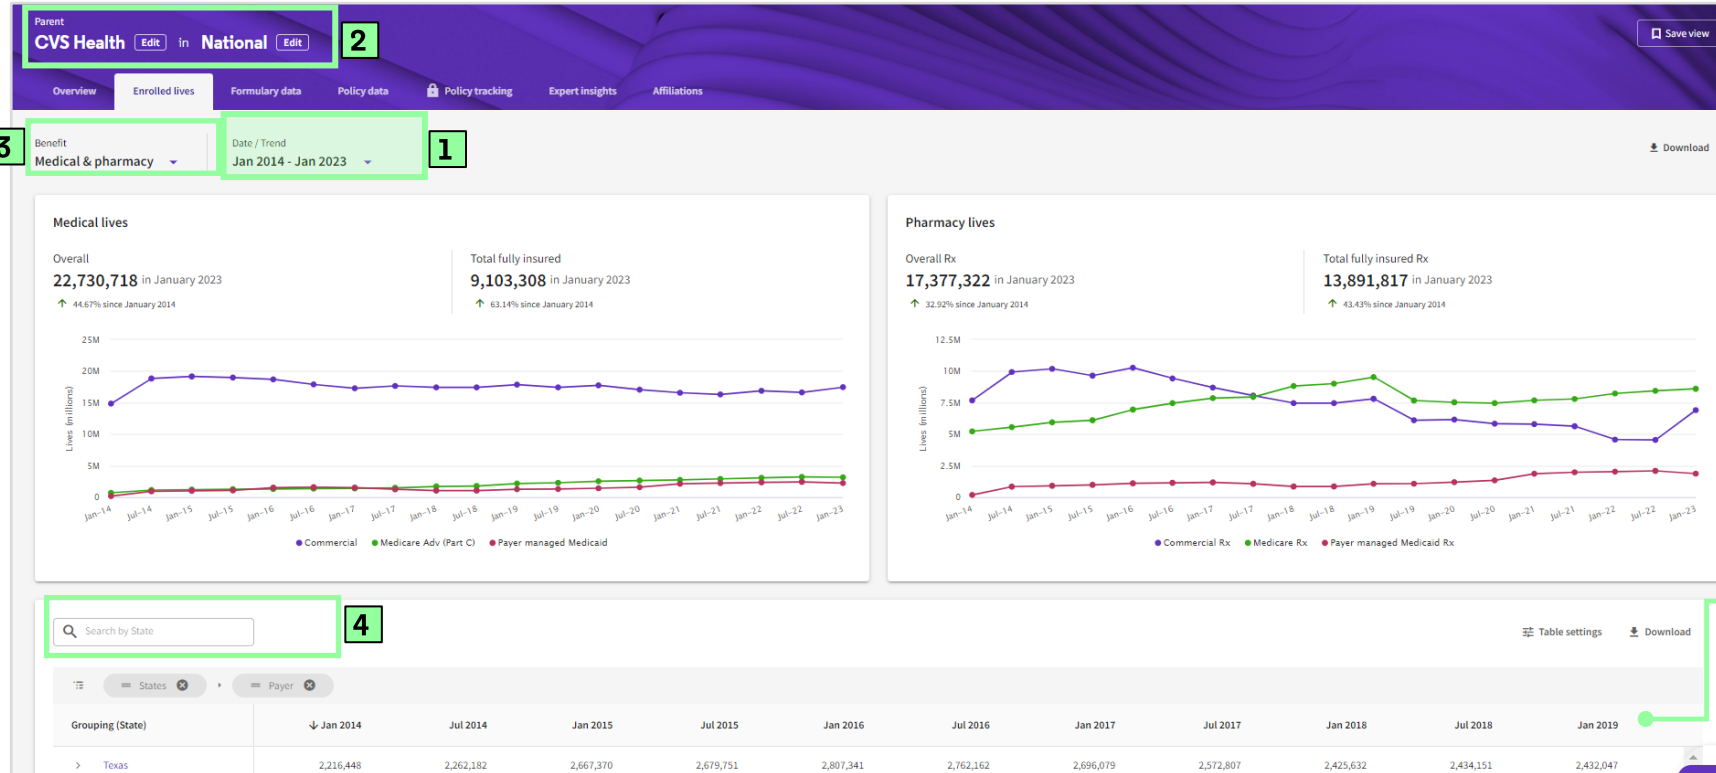 Parent
CVS Health Edit in National Edit
2
Save view
Overview Enrolled lives Formulary data Policy data Policy tracking Expert insights Affiliations
3
Benefit
Medical & pharmacy
Date / Trend
Jan 2014 - Jan 2023
1
Download
Medical lives
Overall
22,730,718 in January 2023
44.67% since January 2014
Total fully insured
9,103,308 in January 2023
63.14% since January 2014
25M
20M
15M
10M
5M
0
Lives (millions)
Jan-14 Jul-14 Jan-15 Jul-15 Jan-16 Jul-16 Jan-17 Jul-17 Jan-18 Jul-18 Jan-19 Jul-19 Jan-20 Jul-20 Jan-21 Jul-21 Jan-22 Jul-22 Jan-23
Commercial Medicare Adv (Part C) Payer managed Medicaid
Pharmacy lives
Overall Rx
17,377,322 in January 2023
32.92% since January 2014
Total fully insured Rx
13,891,817 in January 2023
43.43% since January 2014
12.5M
10M
7.5M
5M
2.5M
0
Lives (millions)
Jan-14 Jul-14 Jan-15 Jul-15 Jan-16 Jul-16 Jan-17 Jul-17 Jan-18 Jul-18 Jan-19 Jul-19 Jan-20 Jul-20 Jan-21 Jul-21 Jan-22 Jul-22 Jan-23
Commercial Rx Medicare Rx Payer managed Medicaid Rx
Search by State
4
Table settings Download
States Payer
Grouping (State) Jan 2014 Jul 2014 Jan 2015 Jul 2015 Jan 2016 Jul 2016 Jan 2017 Jul 2017 Jan 2018 Jul 2018 Jan 2019
Texas 2,216,448 2,262,182 2,667,370 2,679,751 2,807,341 2,762,162 2,696,079 2,572,807 2,425,632 2,434,151 2,432,047